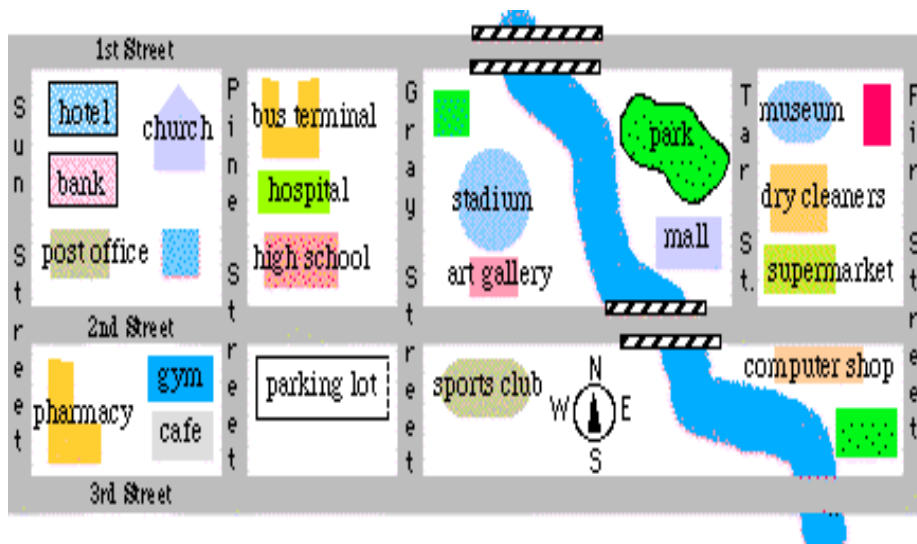 1st Street
Sun Street
hotel
church
bank
post office
Pine Street
bus terminal
hospital
high school
Gray Street
stadium
art gallery
park
mall
Tar St.
museum
dry cleaners
supermarket
Fir Street
2nd Street
pharmacy
gym
cafe
parking lot
sports club
N
W E
S
computer shop
3rd Street